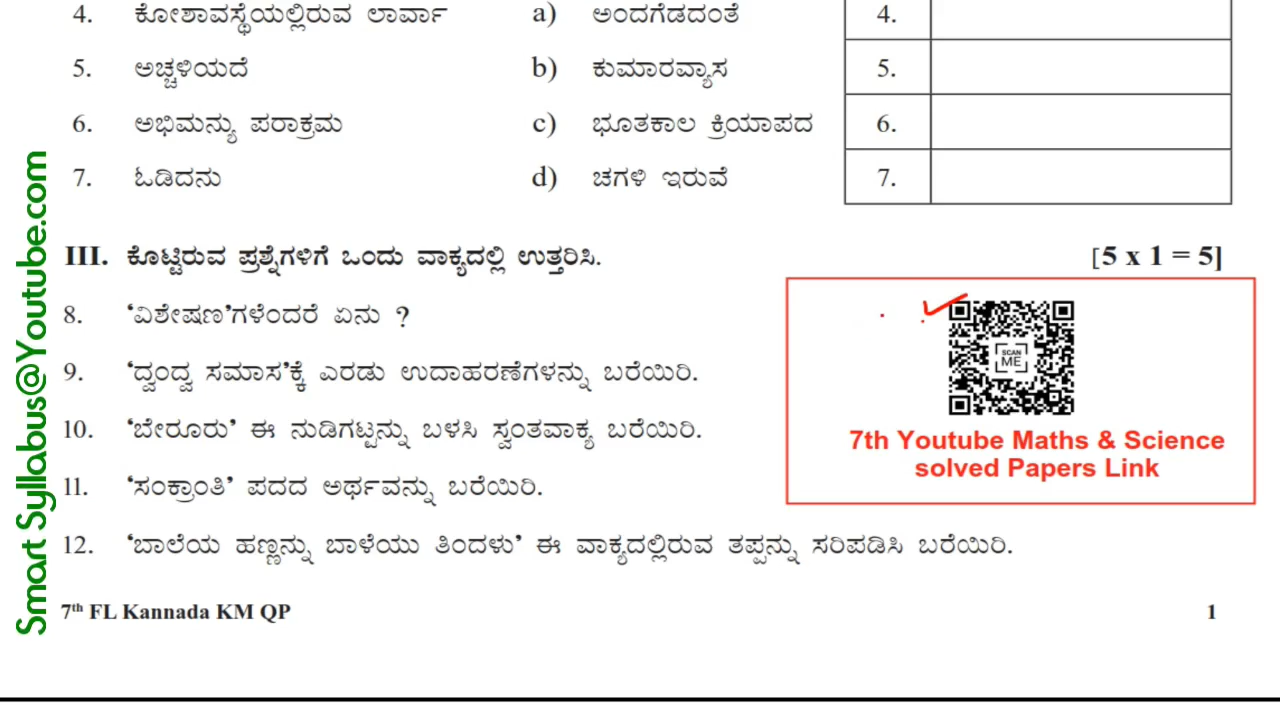 4. ಕೋಶಾವಸ್ಥೆಯಲ್ಲಿರುವ ಲಾರ್ವಾ a) ಅಂದಗೆಡದಂತೆ 4.
5. ಅಚ್ಚಳಿಯದೆ b) ಕುಮಾರವ್ಯಾಸ 5.
6. ಅಭಿಮನ್ಯು ಪರಾಕ್ರಮ c) ಭೂತಕಾಲ ಕ್ರಿಯಾಪದ 6.
7. ಓಡಿದನು d) ಚಗಳಿ ಇರುವೆ 7.
III. ಕೊಟ್ಟಿರುವ ಪ್ರಶ್ನೆಗಳಿಗೆ ಒಂದು ವಾಕ್ಯದಲ್ಲಿ ಉತ್ತರಿಸಿ. [5 x 1 = 5]
8. ‘ವಿಶೇಷಣ’ಗಳೆಂದರೆ ಏನು ?
9. ‘ದ್ವಂದ್ವ ಸಮಾಸ’ಕ್ಕೆ ಎರಡು ಉದಾಹರಣೆಗಳನ್ನು ಬರೆಯಿರಿ.
10. ‘ಬೇರೂರು’ ಈ ನುಡಿಗಟ್ಟನ್ನು ಬಳಸಿ ಸ್ವಂತವಾಕ್ಯ ಬರೆಯಿರಿ.
11. ‘ಸಂಕ್ರಾಂತಿ’ ಪದದ ಅರ್ಥವನ್ನು ಬರೆಯಿರಿ.
12. ‘ಬಾಲೆಯ ಹಣ್ಣನ್ನು ಬಾಳೆಯು ತಿಂದಳು’ ಈ ವಾಕ್ಯದಲ್ಲಿರುವ ತಪ್ಪನ್ನು ಸರಿಪಡಿಸಿ ಬರೆಯಿರಿ.
SCAN
ME
7th Youtube Maths & Science
solved Papers Link
7th FL Kannada KM QP 1
Smart Syllabus@Youtube.com